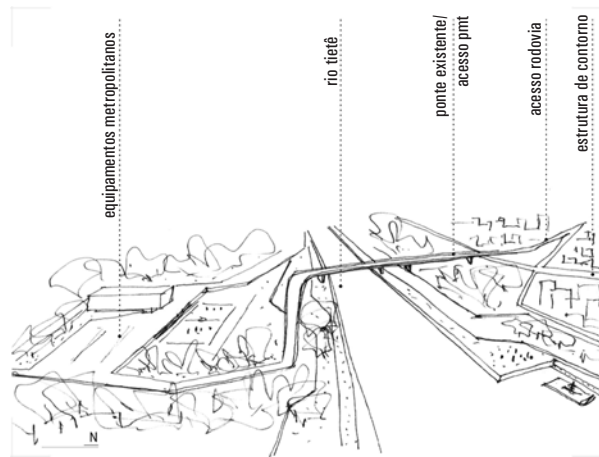 equipamentos metropolitanos
rio tietê
ponte existente/
acesso pmt
acesso rodovia
estrutura de contorno
N